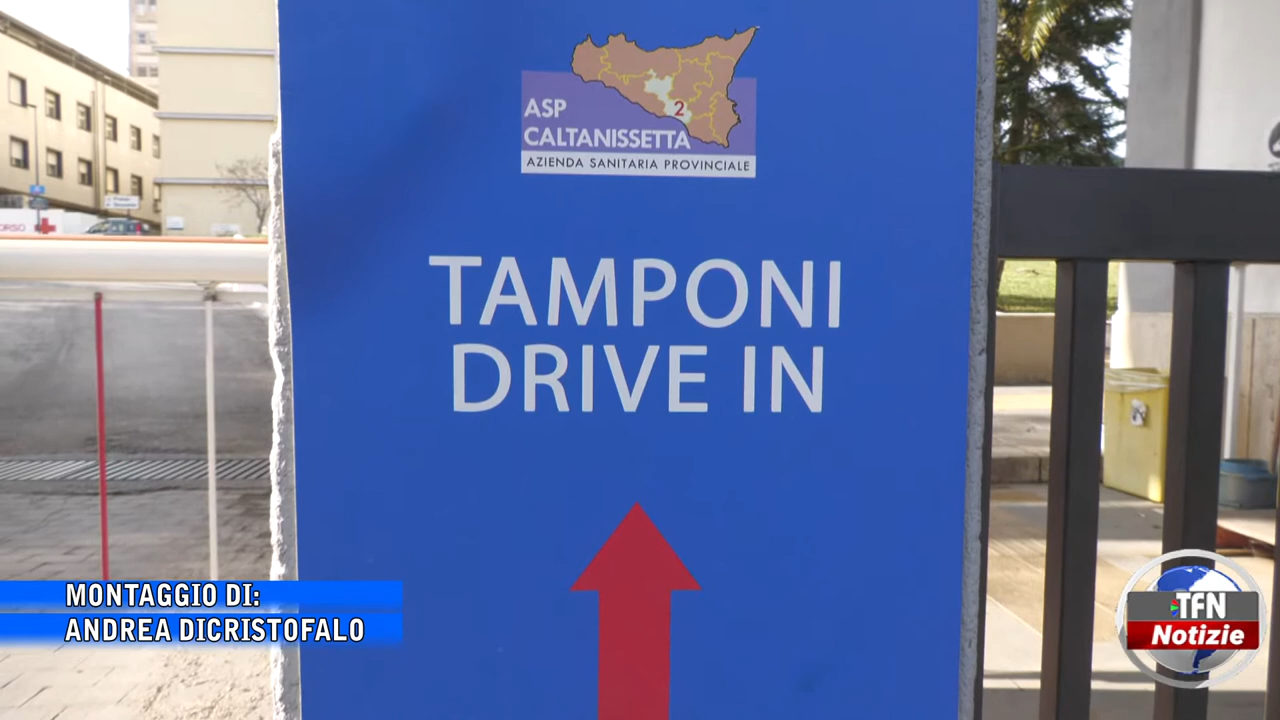 ASP
2
CALTANISSETTA
AZIENDA SANITARIA PROVINCIALE
TAMPONI
DRIVE IN
MONTAGGIO DI:
ANDREA DICRISTOFALO
TFN
Notizie